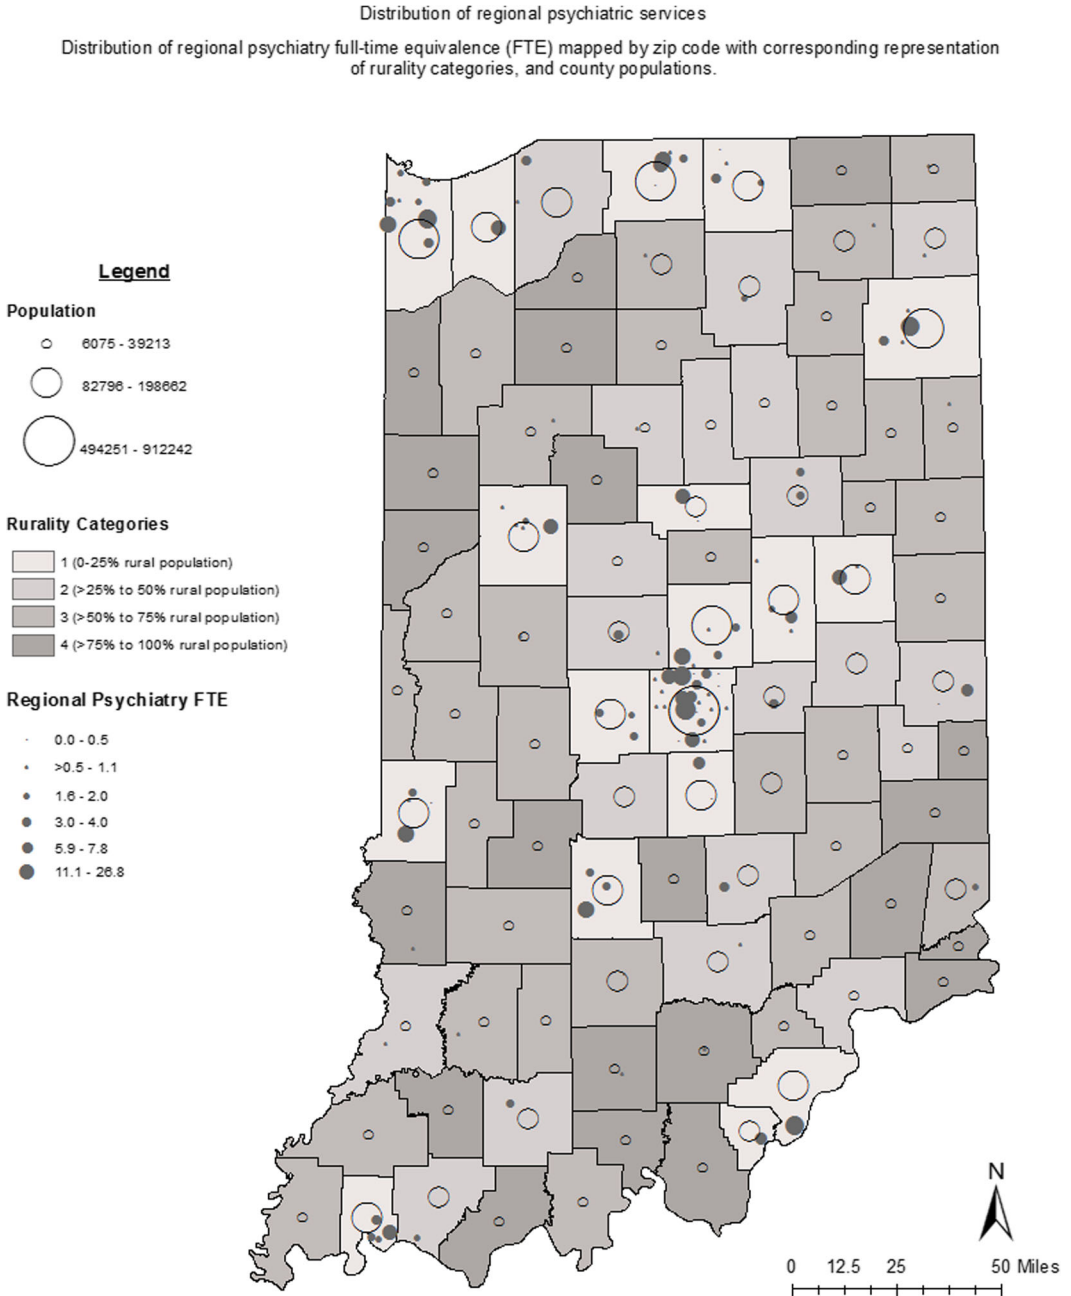 Distribution of regional psychiatric services
Distribution of regional psychiatry full-time equivalence (FTE) mapped by zip code with corresponding representation
of rurality categories, and county populations.
Legend
Population
6075 - 39213
82796 - 198662
494251 - 912242
Rurality Categories
1 (0-25% rural population)
2 (>25% to 50% rural population)
3 (>50% to 75% rural population)
4 (>75% to 100% rural population)
Regional Psychiatry FTE
0.0 - 0.5
>0.5 - 1.1
1.6 - 2.0
3.0 - 4.0
5.9 - 7.8
11.1 - 26.8
N
0 12.5 25 50 Miles